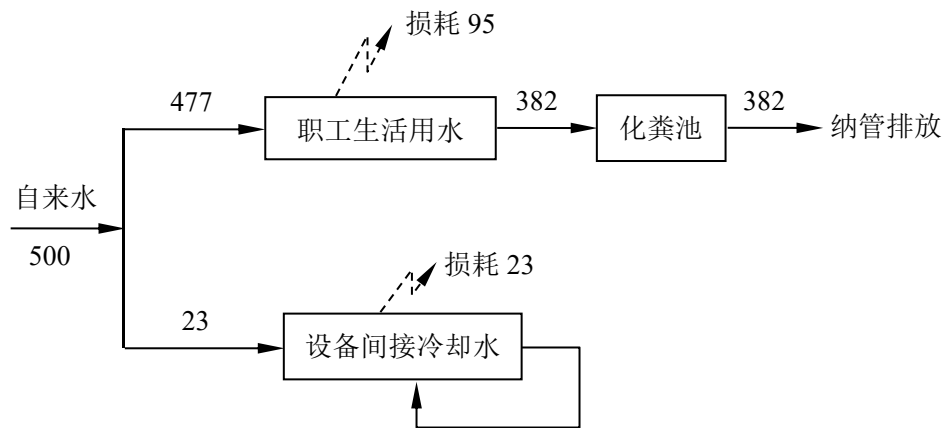 损耗 95
477
职工生活用水
382
化粪池
382
纳管排放
自来水
500
损耗 23
23
设备间接冷却水